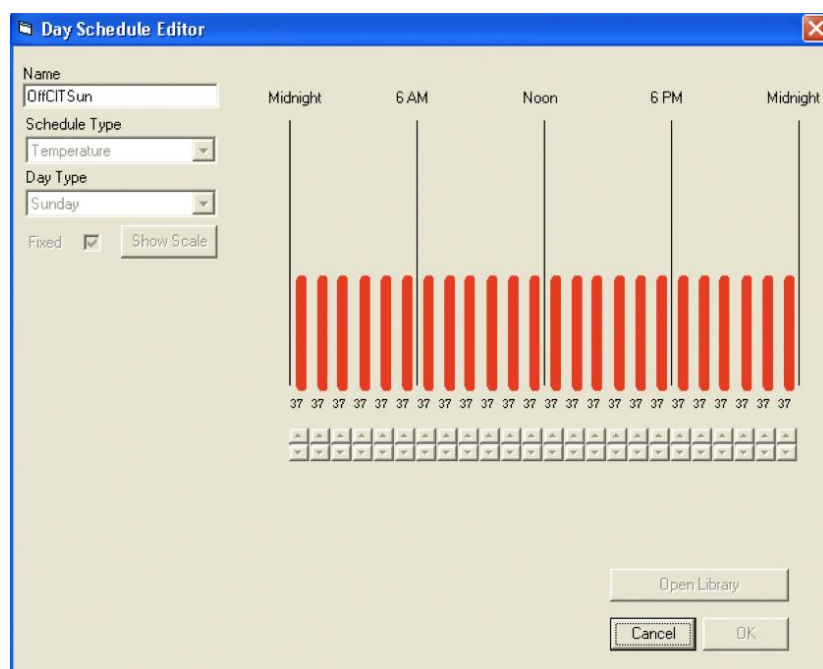 Day Schedule Editor
Name
OffCITSun
Schedule Type
Temperature
Day Type
Sunday
Fixed
Show Scale
Midnight 6 AM Noon 6 PM Midnight
37 37 37 37 37 37 37 37 37 37 37 37 37 37 37 37 37 37 37 37 37 37 37 37
Open Library
Cancel OK